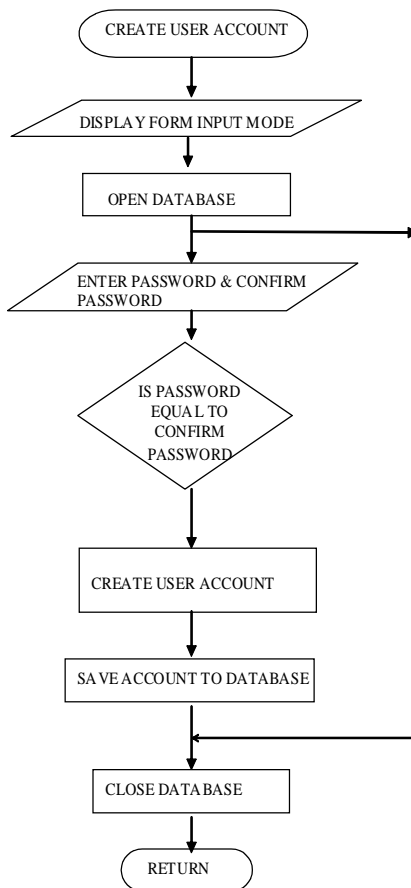 CREATE USER ACCOUNT
DISPLAY FORM INPUT MODE
OPEN DATABASE
ENTER PASSWORD & CONFIRM
PASSWORD
IS PASSWORD
EQUAL TO
CONFIRM
PASSWORD
CREATE USER ACCOUNT
SAVE ACCOUNT TO DATABASE
CLOSE DATABASE
RETURN